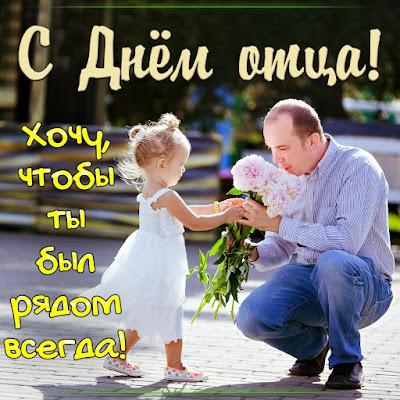 С Днём отца!
Хочу,
чтобы
ты
был
рядом
всегда!